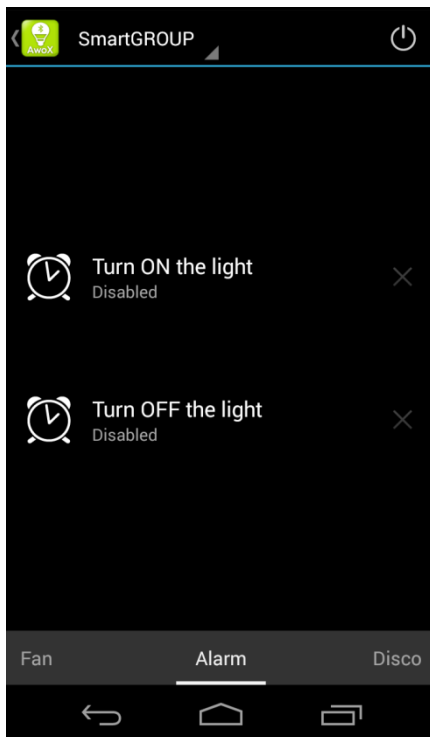 AwoX
SmartGROUP
Turn ON the light
Disabled
Turn OFF the light
Disabled
Fan Alarm Disco